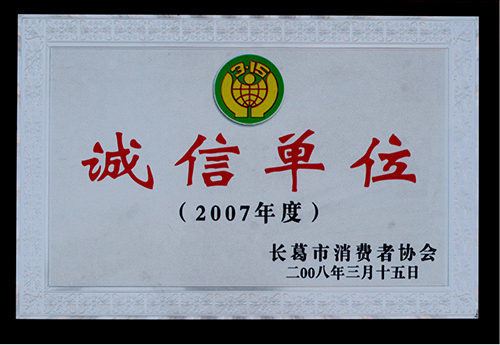 3·15
诚信单位
（2007年度）
长葛市消费者协会
二00八年三月十五日